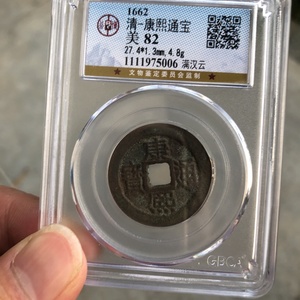 1662
清-康熙通宝
美 82
27.4*1.3mm,4.8g
1111975006 满汉云
★ 文物鉴定委员会监制 ★
康熙通寳
GBCA